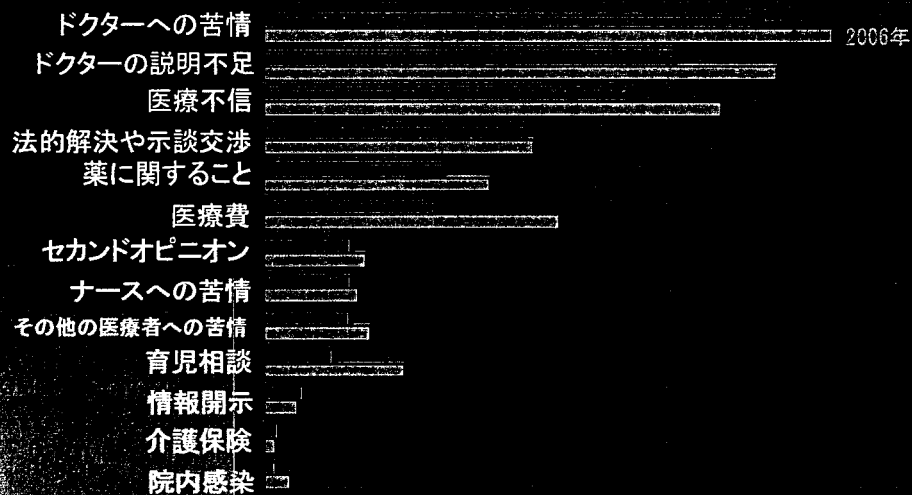 ドクターへの苦情
2006年
ドクターの説明不足
医療不信
法的解決や示談交渉
薬に関すること
医療費
セカンドオピニオン
ナースへの苦情
その他の医療者への苦情
育児相談
情報開示
介護保険
院内感染